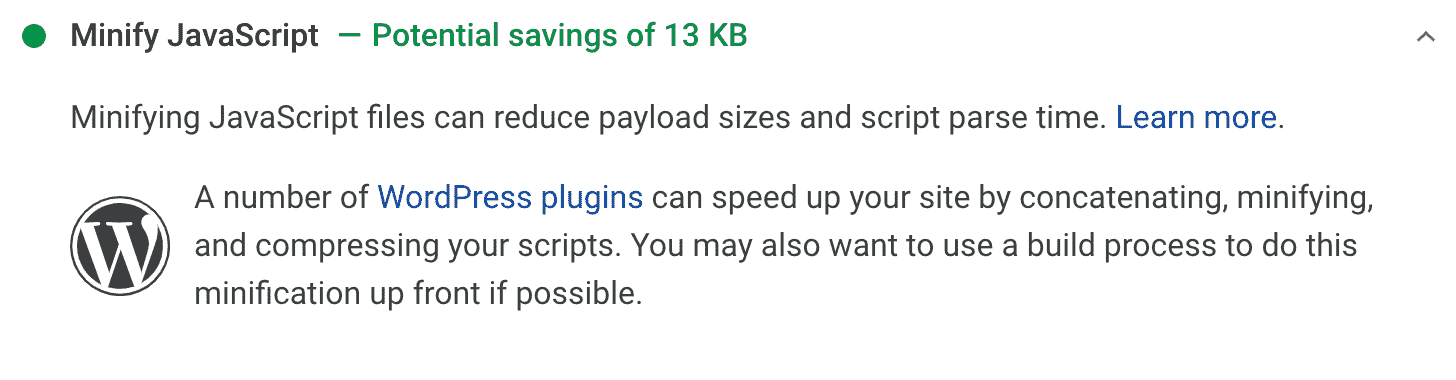 Minify JavaScript — Potential savings of 13 KB
Minifying JavaScript files can reduce payload sizes and script parse time. Learn more.
A number of WordPress plugins can speed up your site by concatenating, minifying,
and compressing your scripts. You may also want to use a build process to do this
minification up front if possible.